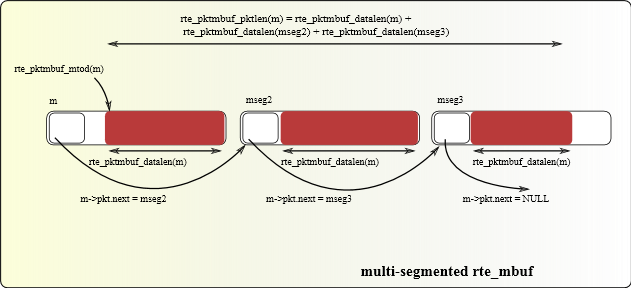 rte_pktmbuf_pktlen(m) = rte_pktmbuf_datalen(m) +
rte_pktmbuf_datalen(mseg2) + rte_pktmbuf_datalen(mseg3)
rte_pktmbuf_mtod(m)
m
mseg2
mseg3
rte_pktmbuf_datalen(m)
rte_pktmbuf_datalen(m)
rte_pktmbuf_datalen(m)
m->pkt.next = mseg2
m->pkt.next = mseg3
m->pkt.next = NULL
multi-segmented rte_mbuf